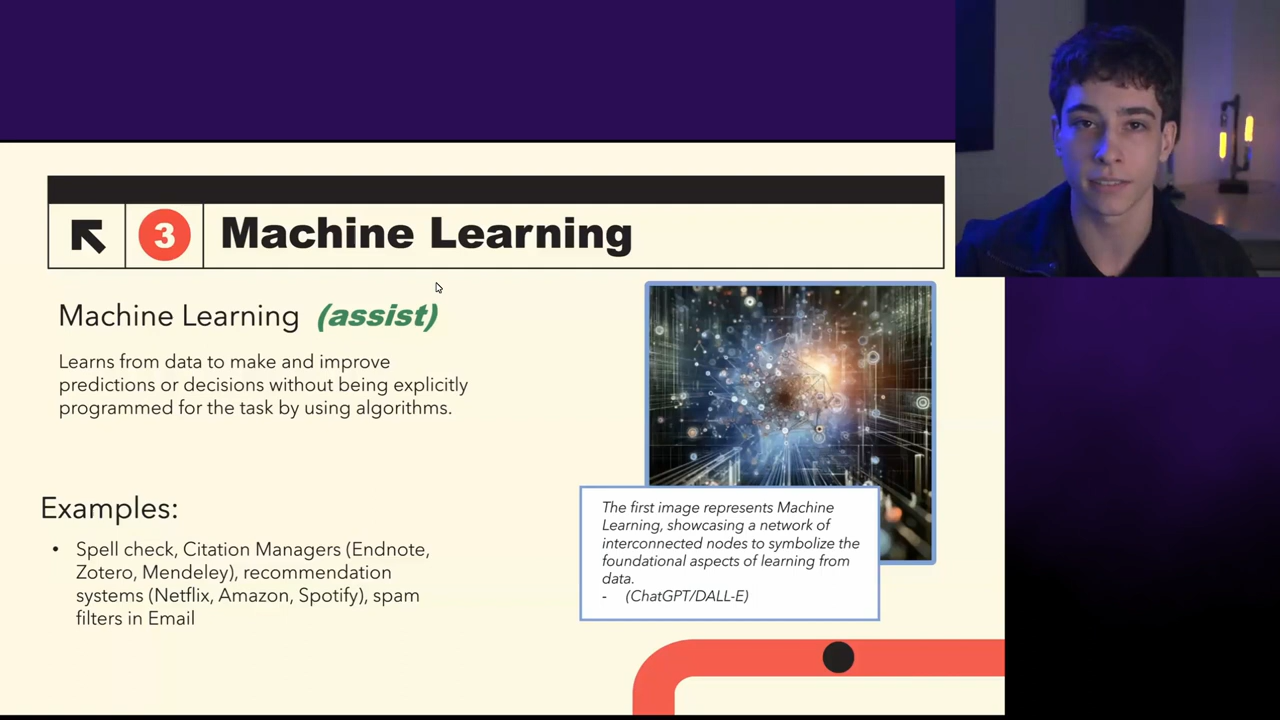 3 Machine Learning
Machine Learning (assist)
Learns from data to make and improve
predictions or decisions without being explicitly
programmed for the task by using algorithms.
Examples:
• Spell check, Citation Managers (Endnote,
Zotero, Mendeley), recommendation
systems (Netflix, Amazon, Spotify), spam
filters in Email
The first image represents Machine
Learning, showcasing a network of
interconnected nodes to symbolize the
foundational aspects of learning from
data.
- (ChatGPT/DALL-E)